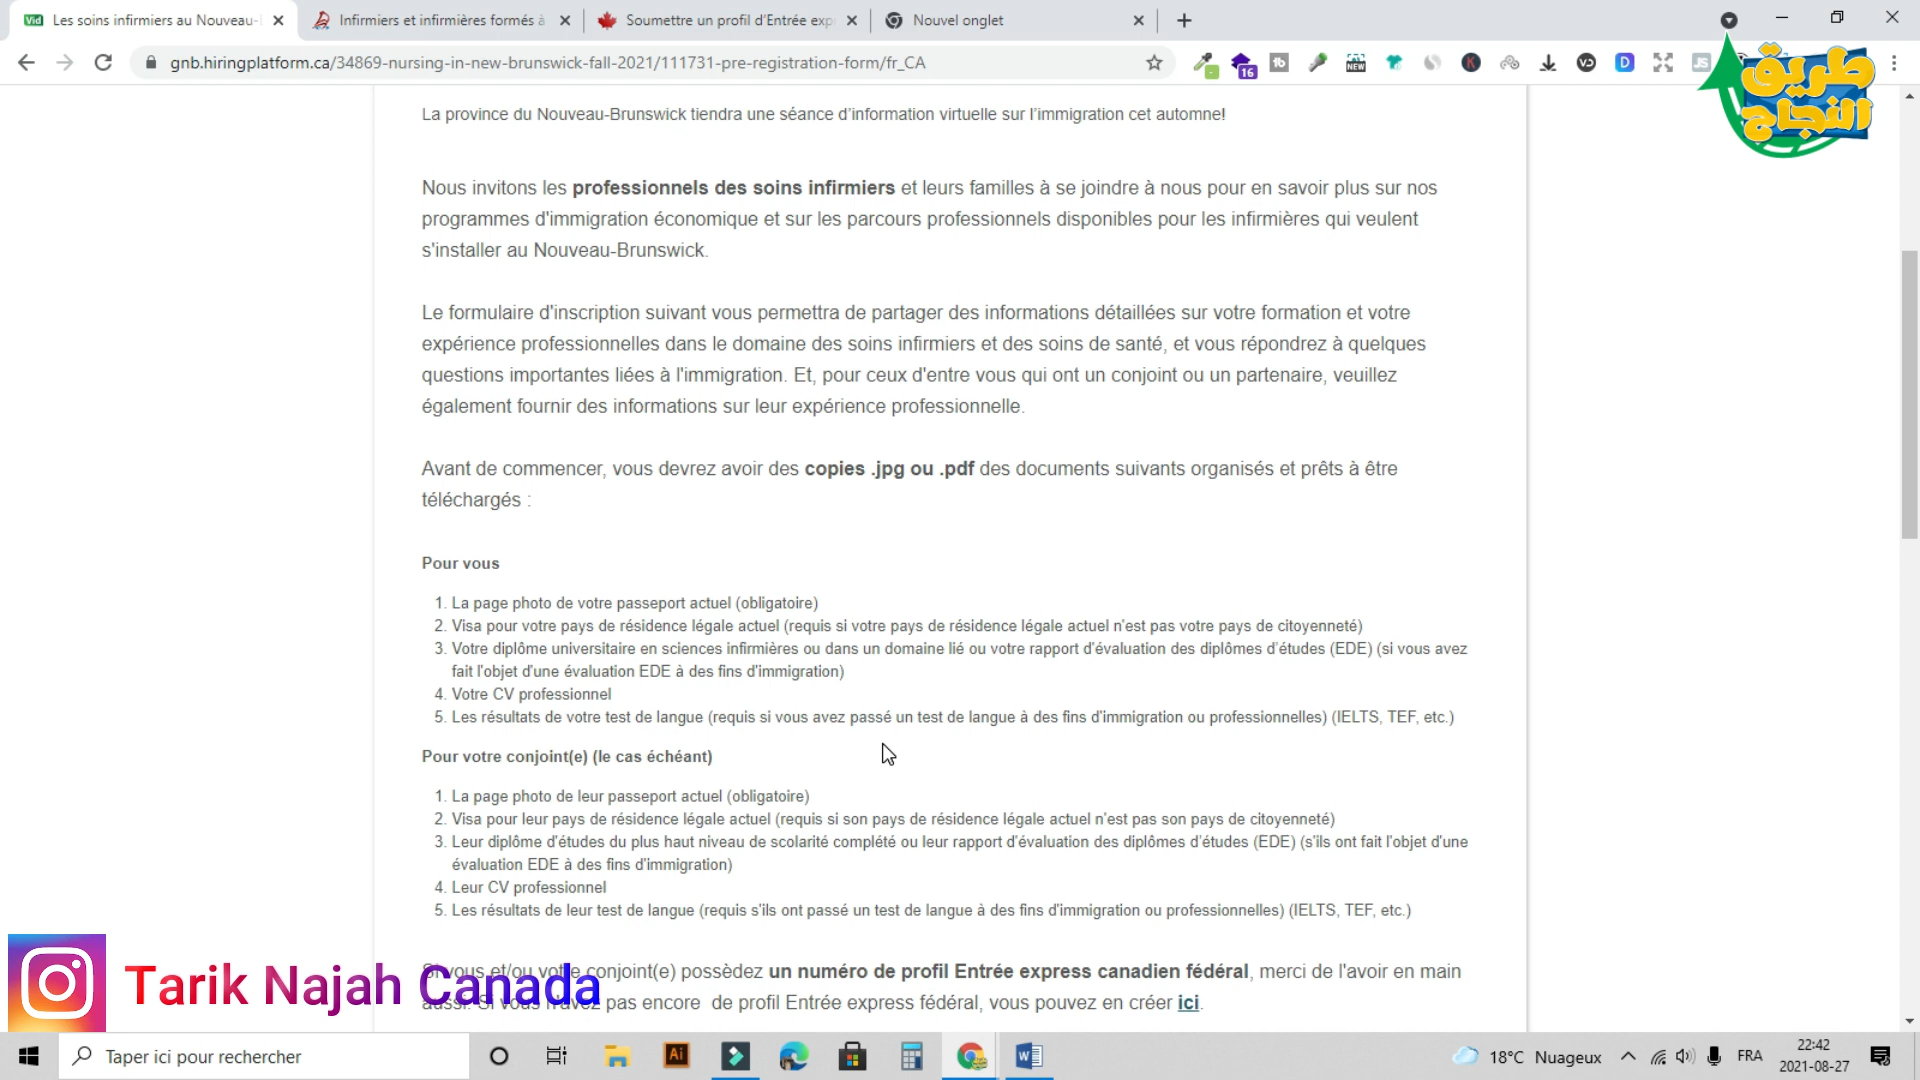 Les soins infirmiers au Nouveau-
Infirmiers et infirmières formés à
Soumettre un profil d'Entrée exp
Nouvel onglet
gnb.hiringplatform.ca/34869-nursing-in-new-brunswick-fall-2021/111731-pre-registration-form/fr_CA
16
NEW
طريق
النجاح
La province du Nouveau-Brunswick tiendra une séance d'information virtuelle sur l'immigration cet automne!
Nous invitons les professionnels des soins infirmiers et leurs familles à se joindre à nous pour en savoir plus sur nos
programmes d'immigration économique et sur les parcours professionnels disponibles pour les infirmières qui veulent
s'installer au Nouveau-Brunswick.
Le formulaire d'inscription suivant vous permettra de partager des informations détaillées sur votre formation et votre
expérience professionnelles dans le domaine des soins infirmiers et des soins de santé, et vous répondrez à quelques
questions importantes liées à l'immigration. Et, pour ceux d'entre vous qui ont un conjoint ou un partenaire, veuillez
également fournir des informations sur leur expérience professionnelle.
Avant de commencer, vous devrez avoir des copies .jpg ou .pdf des documents suivants organisés et prêts à être
téléchargés :
Pour vous
1. La page photo de votre passeport actuel (obligatoire)
2. Visa pour votre pays de résidence légale actuel (requis si votre pays de résidence légale actuel n'est pas votre pays de citoyenneté)
3. Votre diplôme universitaire en sciences infirmières ou dans un domaine lié ou votre rapport d'évaluation des diplômes d'études (EDE) (si vous avez
fait l'objet d'une évaluation EDE à des fins d'immigration)
4. Votre CV professionnel
5. Les résultats de votre test de langue (requis si vous avez passé un test de langue à des fins d'immigration ou professionnelles) (IELTS, TEF, etc.)
Pour votre conjoint(e) (le cas échéant)
1. La page photo de leur passeport actuel (obligatoire)
2. Visa pour leur pays de résidence légale actuel (requis si son pays de résidence légale actuel n'est pas son pays de citoyenneté)
3. Leur diplôme d'études du plus haut niveau de scolarité complété ou leur rapport d'évaluation des diplômes d'études (EDE) (s'ils ont fait l'objet d'une
évaluation EDE à des fins d'immigration)
4. Leur CV professionnel
5. Les résultats de leur test de langue (requis s'ils ont passé un test de langue à des fins d'immigration ou professionnelles) (IELTS, TEF, etc.)
Si vous et/ou votre conjoint(e) possèdez un numéro de profil Entrée express canadien fédéral, merci de l'avoir en main
aussi. Si vous n'avez pas encore de profil Entrée express fédéral, vous pouvez en créer ici.
Tarik Najah Canada
Taper ici pour rechercher
18°C Nuageux
FRA
22:42
2021-08-27